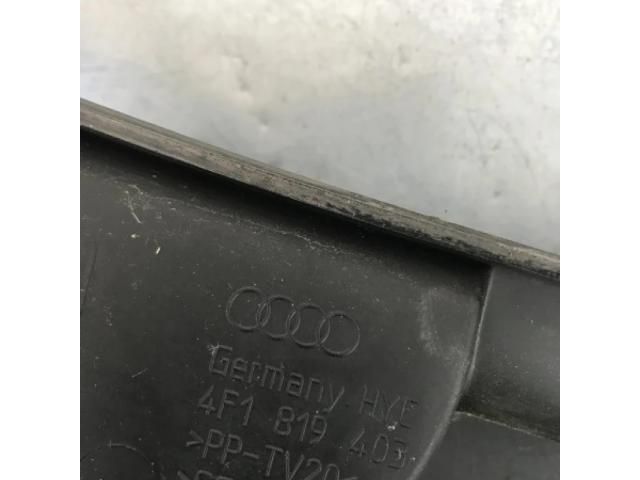 Germany HYE
4F1 819 403
>PP-TV20